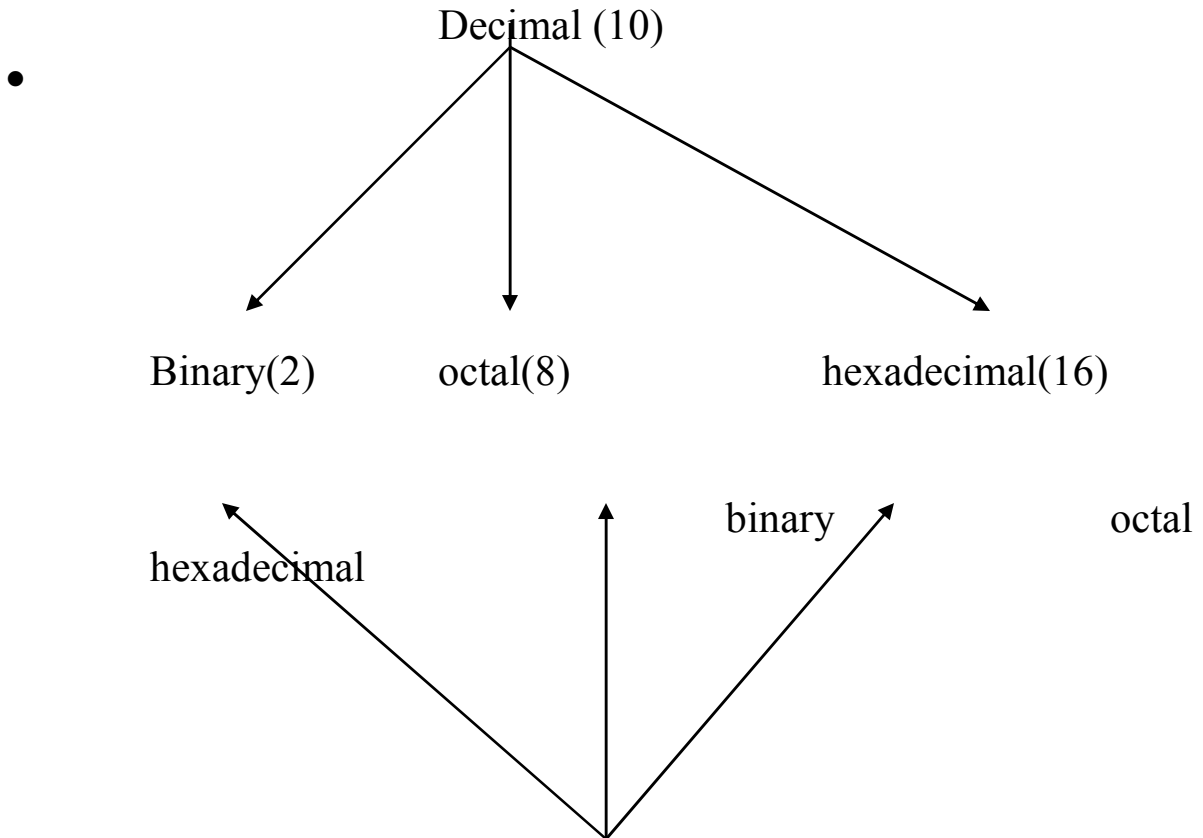 Decimal (10)
•
Binary(2) octal(8) hexadecimal(16)
binary octal
hexadecimal